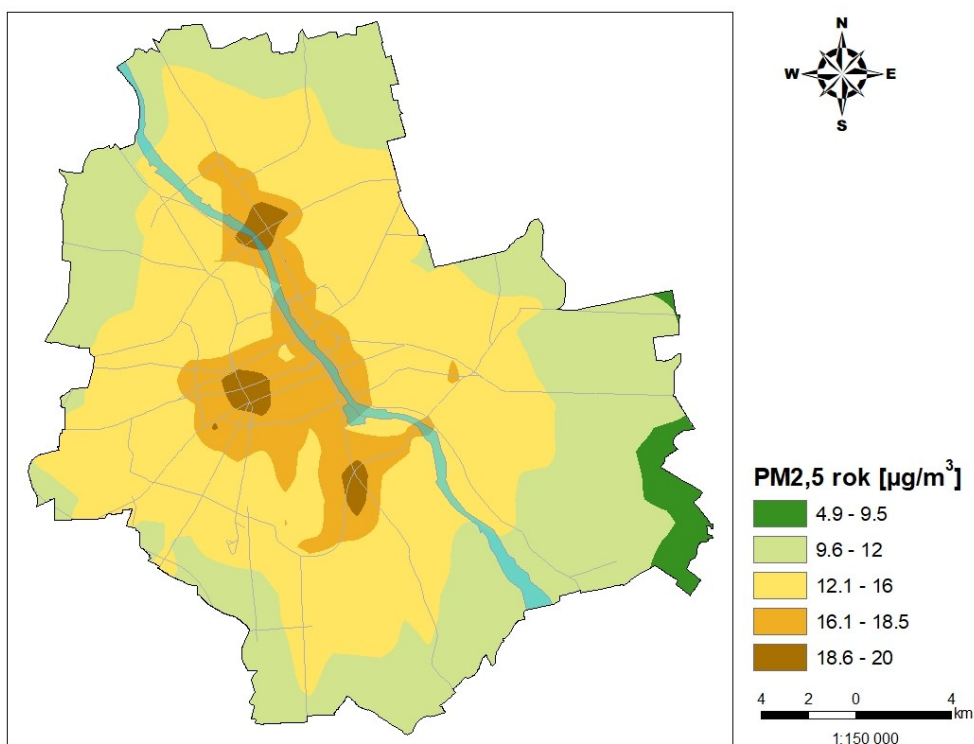 N
W E
S
PM2,5 rok [µg/m³]
4.9 - 9.5
9.6 - 12
12.1 - 16
16.1 - 18.5
18.6 - 20
4 2 0 4
km
1:150 000